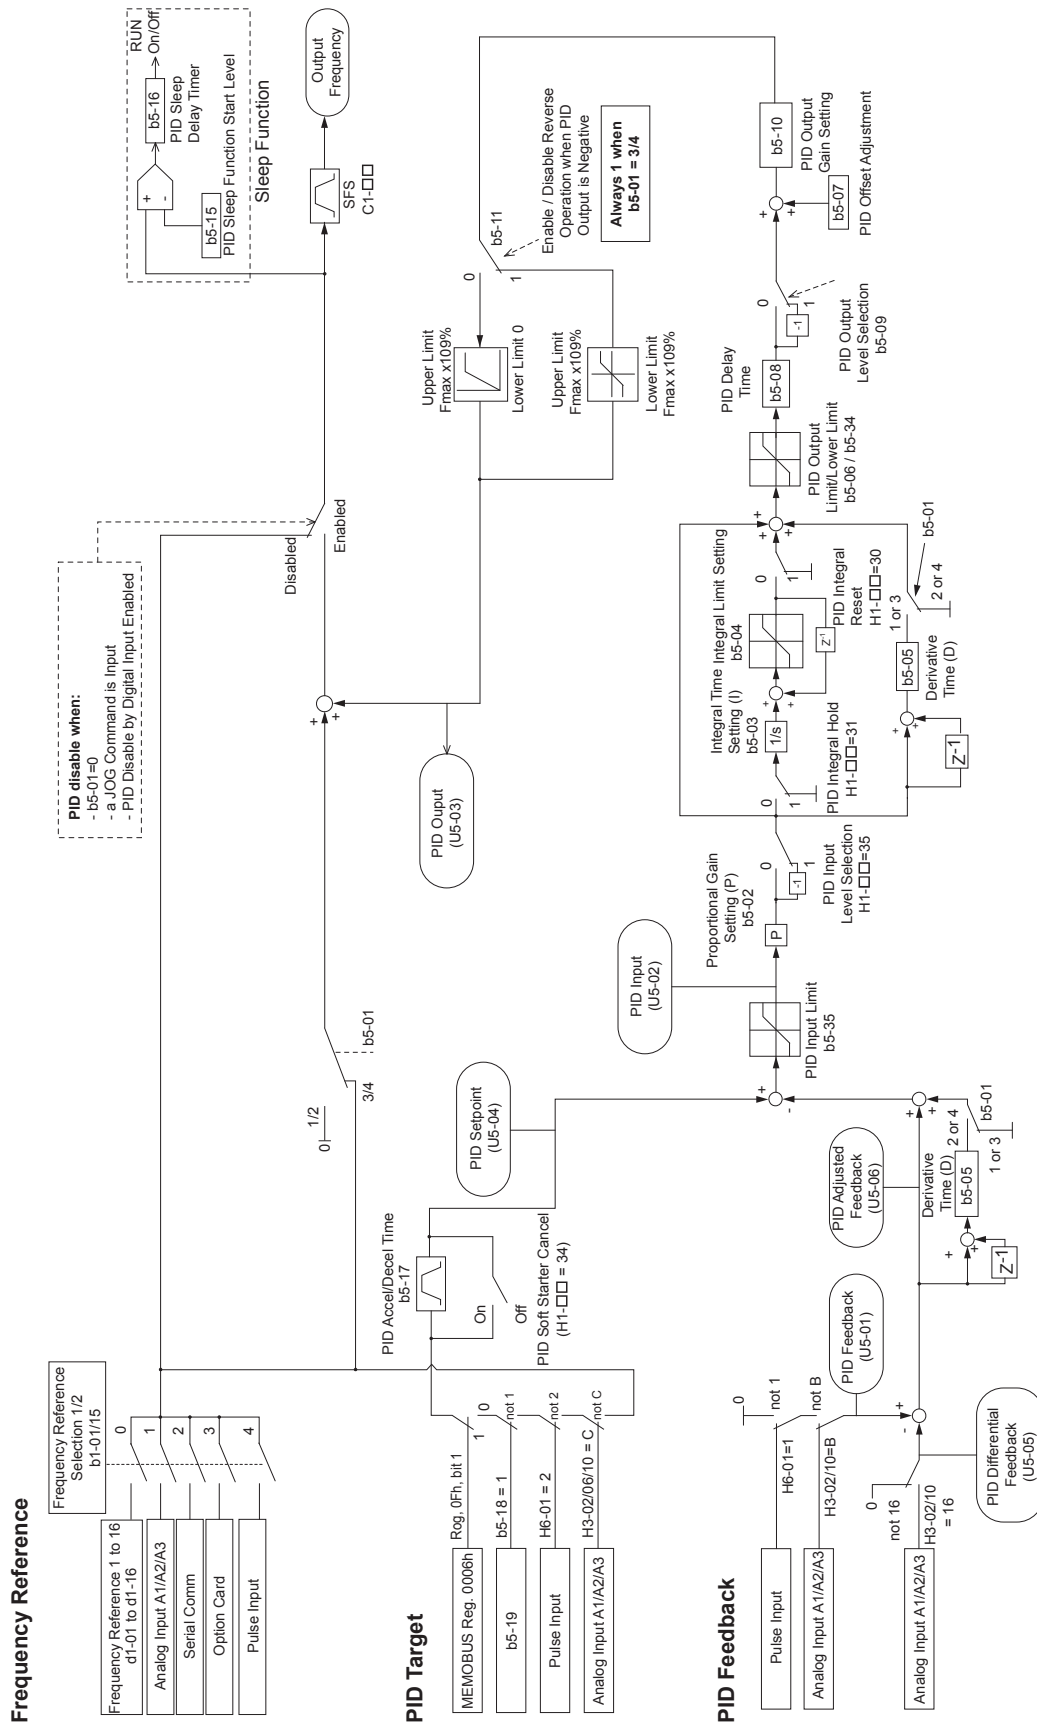 Frequency Reference
Frequency Reference
Selection 1/2
b1-01/15
Frequency Reference 1 to 16
d1-01 to d1-16
0
Analog Input A1/A2/A3
1
Serial Comm
2
Option Card
3
Pulse Input
4
PID disable when:
- b5-01=0
- a JOG Command is Input
- PID Disable by Digital Input Enabled
Disabled
Enabled
0
1/2
3/4
b5-01
+
+
RUN
On/Off
b5-16
PID Sleep
Delay Timer
+
-
b5-15
PID Sleep Function Start Level
Sleep Function
SFS
C1-□□
Output
Frequency
PID Target
MEMOBUS Reg. 0006h
Rog, 0Fh, bit 1
1
0
b5-19
b5-18 = 1
not 1
Pulse Input
H6-01 = 2
not 2
Analog Input A1/A2/A3
H3-02/06/10 = C
not C
PID Accel/Decel Time
b5-17
On
Off
PID Soft Starter Cancel
(H1-□□ = 34)
PID Setpoint
(U5-04)
PID Ouput
(U5-03)
Upper Limit
Fmax x109%
Lower Limit 0
Upper Limit
Fmax x109%
Lower Limit
Fmax x109%
0
1
b5-11
Enable / Disable Reverse
Operation when PID
Output is Negative
Always 1 when
b5-01 = 3/4
PID Feedback
Pulse Input
H6-01=1
0
not 1
Analog Input A1/A2/A3
H3-02/10=B
not B
PID Feedback
(U5-01)
Analog Input A1/A2/A3
H3-02/10
= 16
not 16
0
-
+
PID Differential
Feedback
(U5-05)
PID Adjusted
Feedback
(U5-06)
Z-1
+
+
Derivative
Time (D)
b5-05
2 or 4
1 or 3
b5-01
+
+
+
-
PID Input Limit
b5-35
PID Input
(U5-02)
Proportional Gain
Setting (P)
b5-02
P
-1
0
1
PID Input
Level Selection
H1-□□=35
0
1
PID Integral Hold
H1-□□=31
Integral Time
Setting (I)
b5-03
1/s
+
+
Integral Limit Setting
b5-04
Z-1
0
1
PID Integral
Reset
H1-□□=30
Z-1
+
+
b5-05
Derivative
Time (D)
1 or 3
2 or 4
b5-01
+
+
+
PID Output
Limit/Lower Limit
b5-06 / b5-34
PID Delay
Time
b5-08
-1
0
1
PID Output
Level Selection
b5-09
+
+
b5-07
PID Offset Adjustment
b5-10
PID Output
Gain Setting